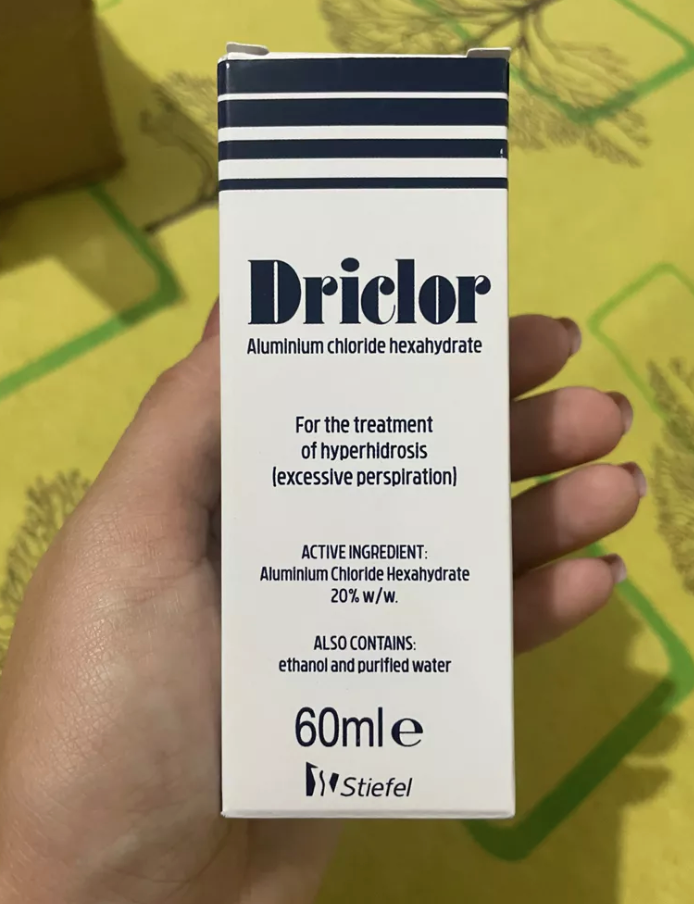 Driclor
Aluminium chloride hexahydrate
For the treatment
of hyperhidrosis
(excessive perspiration)
ACTIVE INGREDIENT:
Aluminium Chloride Hexahydrate
20% w/w.
ALSO CONTAINS:
ethanol and purified water
60ml e
Stiefel